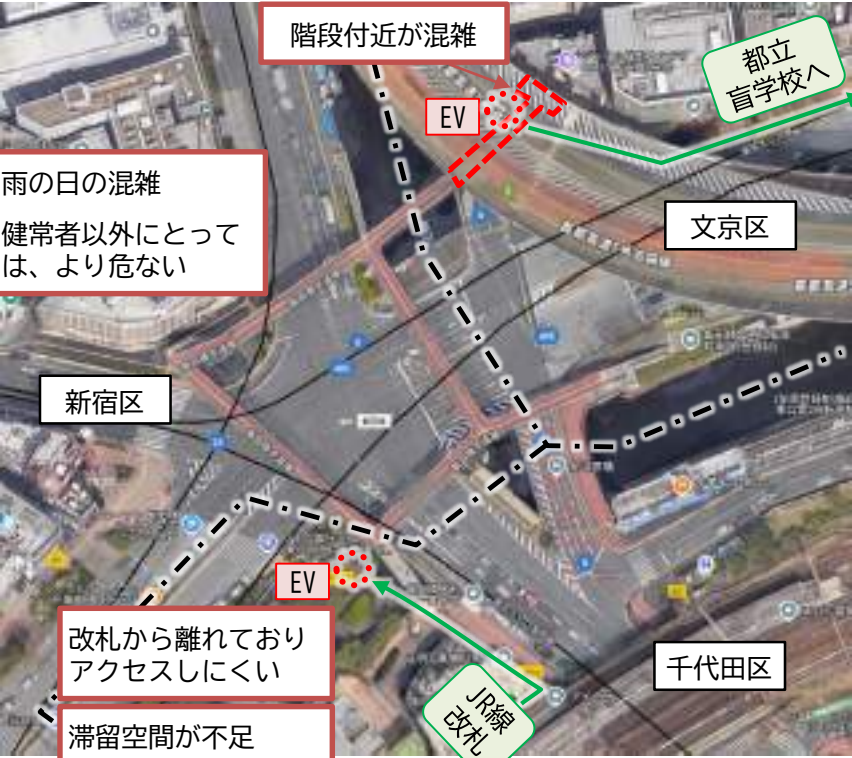 階段付近が混雑
都立
盲学校へ
EV
雨の日の混雑
健常者以外にとって
は、より危ない
文京区
新宿区
EV
改札から離れており
アクセスしにくい
千代田区
JR線
改札
滞留空間が不足